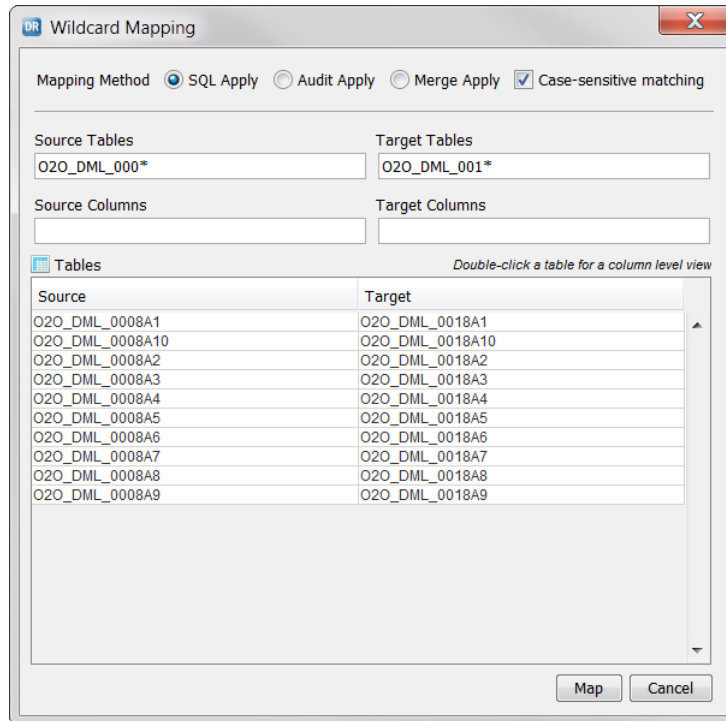 DR Wildcard Mapping X
Mapping Method SQL Apply Audit Apply Merge Apply Case-sensitive matching
Source Tables Target Tables
O2O_DML_000* O2O_DML_001*
Source Columns Target Columns
Tables Double-click a table for a column level view
Source Target
O2O_DML_0008A1 O2O_DML_0018A1
O2O_DML_0008A10 O2O_DML_0018A10
O2O_DML_0008A2 O2O_DML_0018A2
O2O_DML_0008A3 O2O_DML_0018A3
O2O_DML_0008A4 O2O_DML_0018A4
O2O_DML_0008A5 O2O_DML_0018A5
O2O_DML_0008A6 O2O_DML_0018A6
O2O_DML_0008A7 O2O_DML_0018A7
O2O_DML_0008A8 O2O_DML_0018A8
O2O_DML_0008A9 O2O_DML_0018A9
Map Cancel